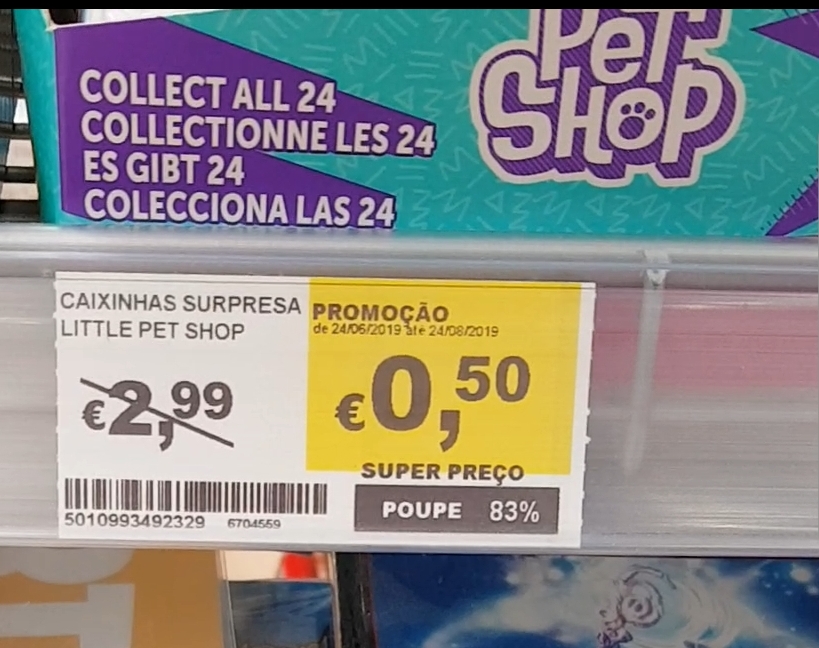 PET
SHOP
COLLECT ALL 24
COLLECTIONNE LES 24
ES GIBT 24
COLECCIONA LAS 24
CAIXINHAS SURPRESA
LITTLE PET SHOP
€2,99
PROMOÇÃO
de 24/06/2019 até 24/08/2019
€0,50
SUPER PREÇO
POUPE 83%
5010993492329 6704559